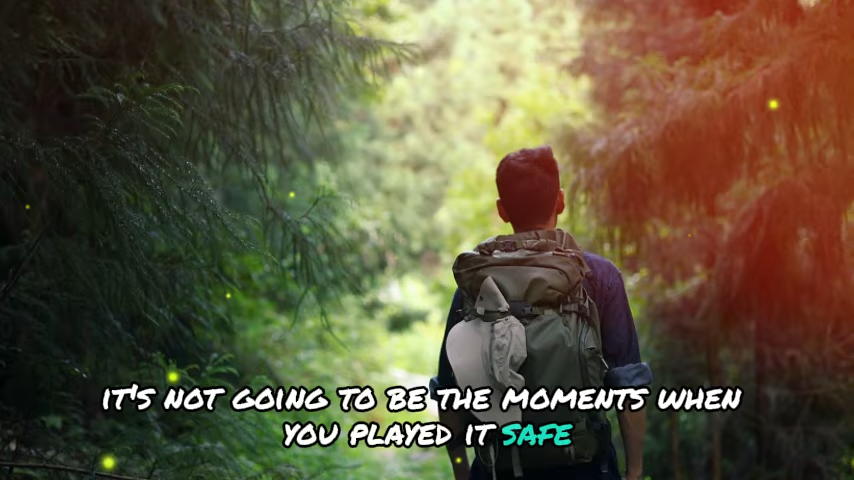 IT'S NOT GOING TO BE THE MOMENTS WHEN
YOU PLAYED IT SAFE